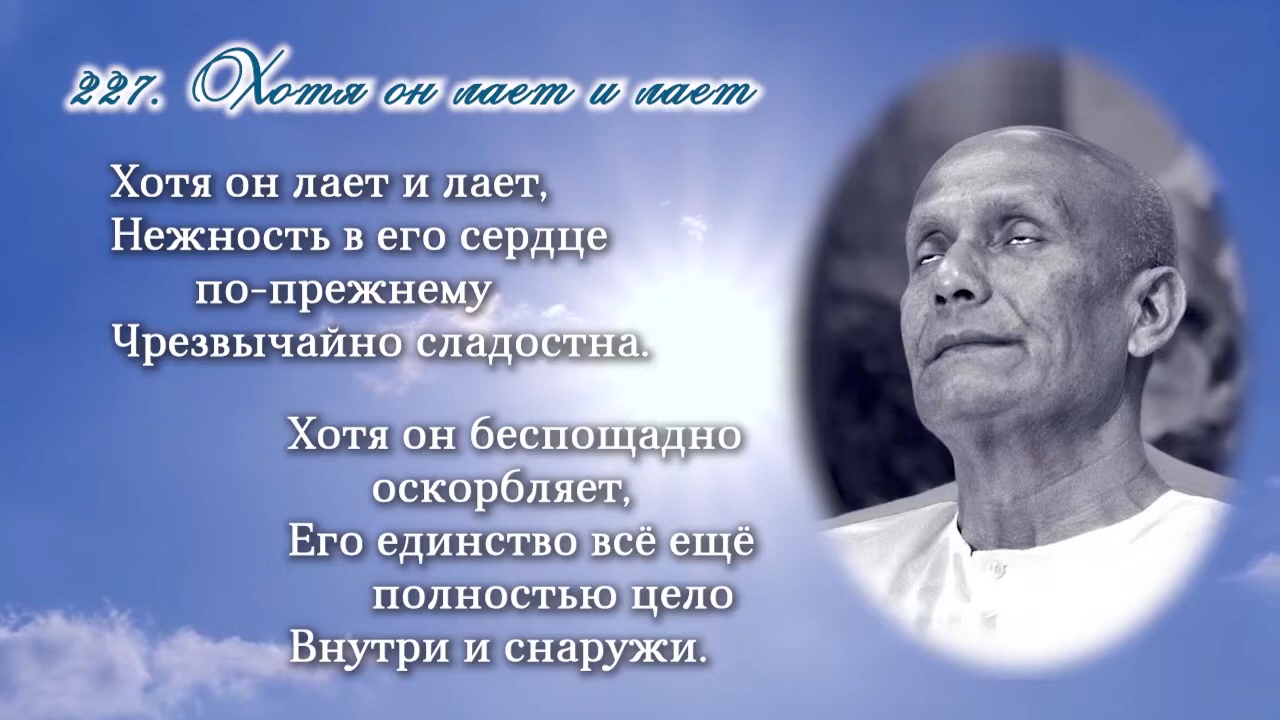 227. Хотя он лает и лает
Хотя он лает и лает,
Нежность в его сердце
по-прежнему
Чрезвычайно сладостна.
Хотя он беспощадно
оскорбляет,
Его единство всё ещё
полностью цело
Внутри и снаружи.